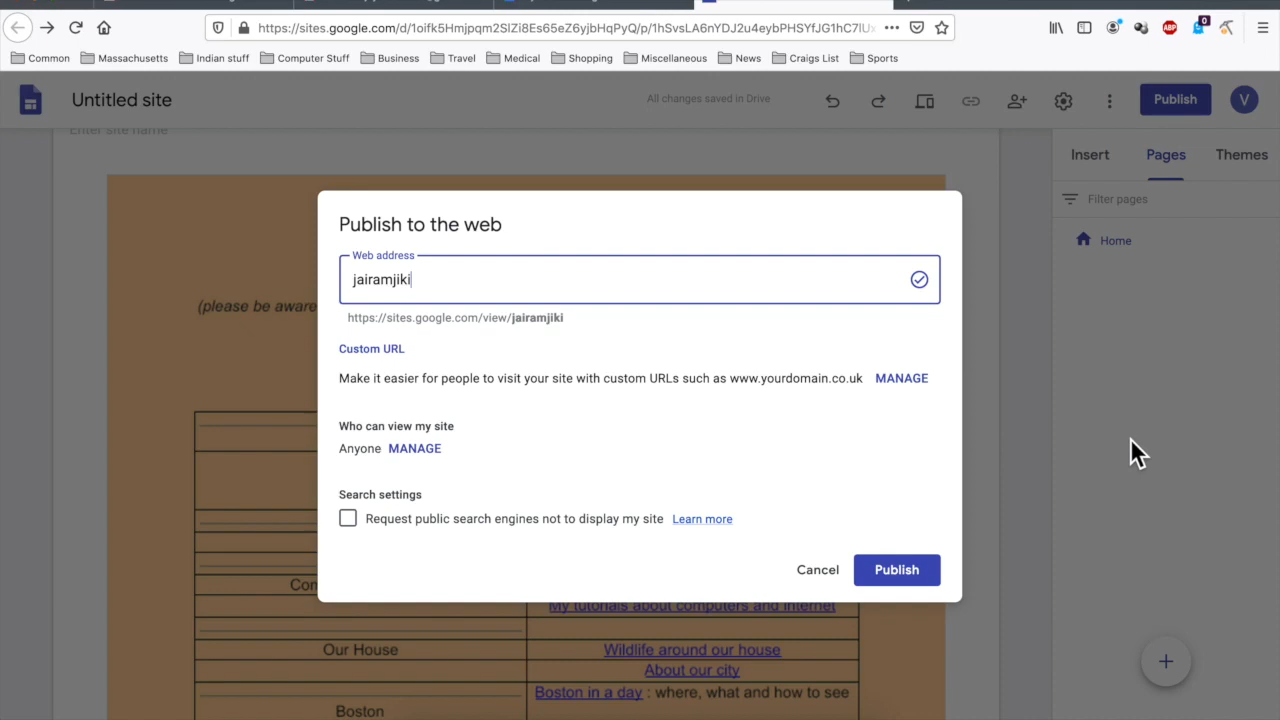 https://sites.google.com/d/1oifk5Hmjpqm2SlZi8Es65eZ6yjbHqPyQ/p/1hSvsLA6nYDJ2u4eybPHSYfJG1hC7lU
0
Common Massachusetts Indian stuff Computer Stuff Business Travel Medical Shopping Miscellaneous News Craigs List Sports
Untitled site
All changes saved in Drive
Publish
V
Enter site name
Insert Pages Themes
Filter pages
Home
Publish to the web
Web address
jairamjiki
https://sites.google.com/view/jairamjiki
Custom URL
Make it easier for people to visit your site with custom URLs such as www.yourdomain.co.uk MANAGE
Who can view my site
Anyone MANAGE
Search settings
Request public search engines not to display my site Learn more
Cancel Publish
(please be aware
Con
My tutorials about computers and internet
Our House Wildlife around our house
About our city
Boston in a day : where, what and how to see
Boston